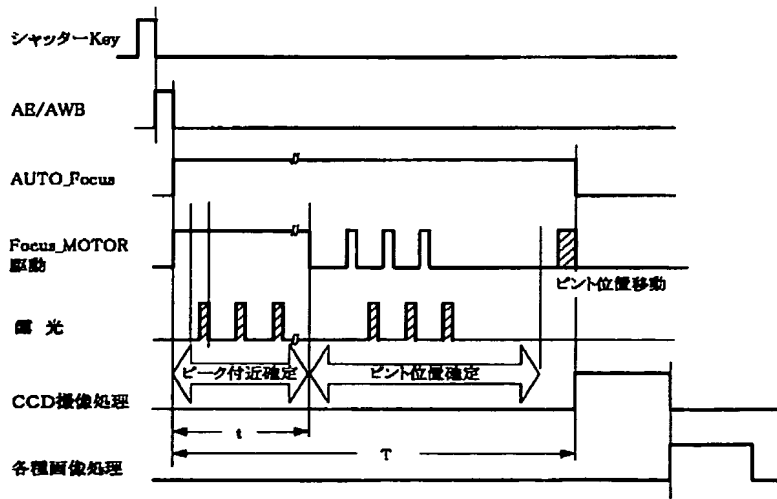 シャッターKey
AE/AWB
AUTO_Focus
Focus_MOTOR
駆動
ピント位置移動
露 光
ピーク付近確定
ピント位置確定
CCD撮像処理
t
T
各種画像処理